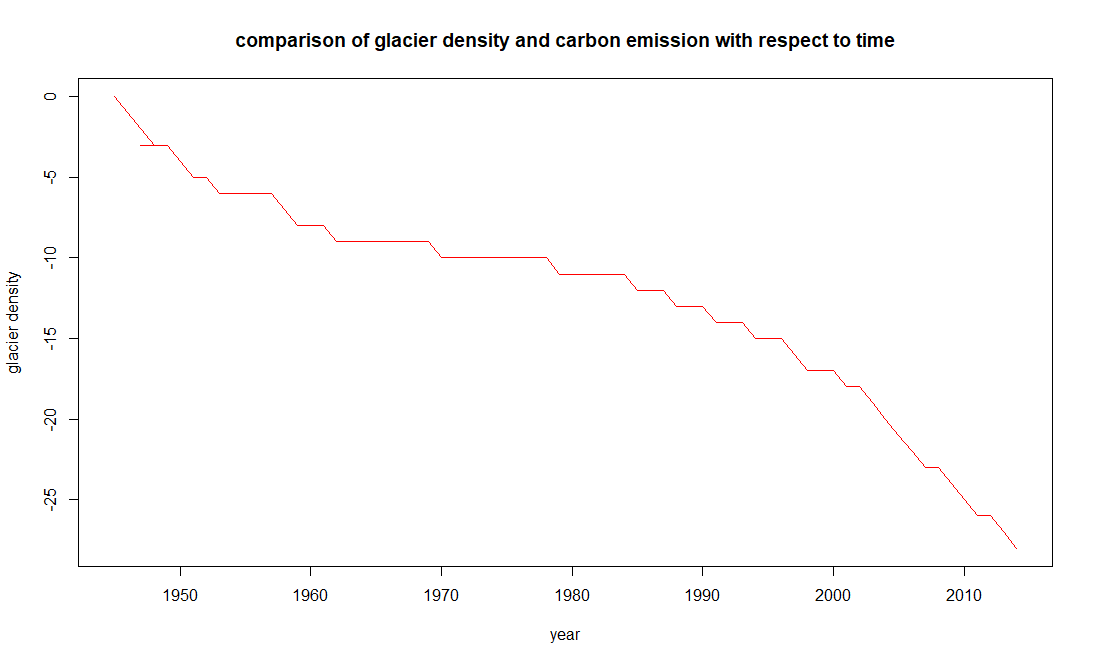 comparison of glacier density and carbon emission with respect to time
0
-5
-10
-15
-20
-25
glacier density
1950 1960 1970 1980 1990 2000 2010
year